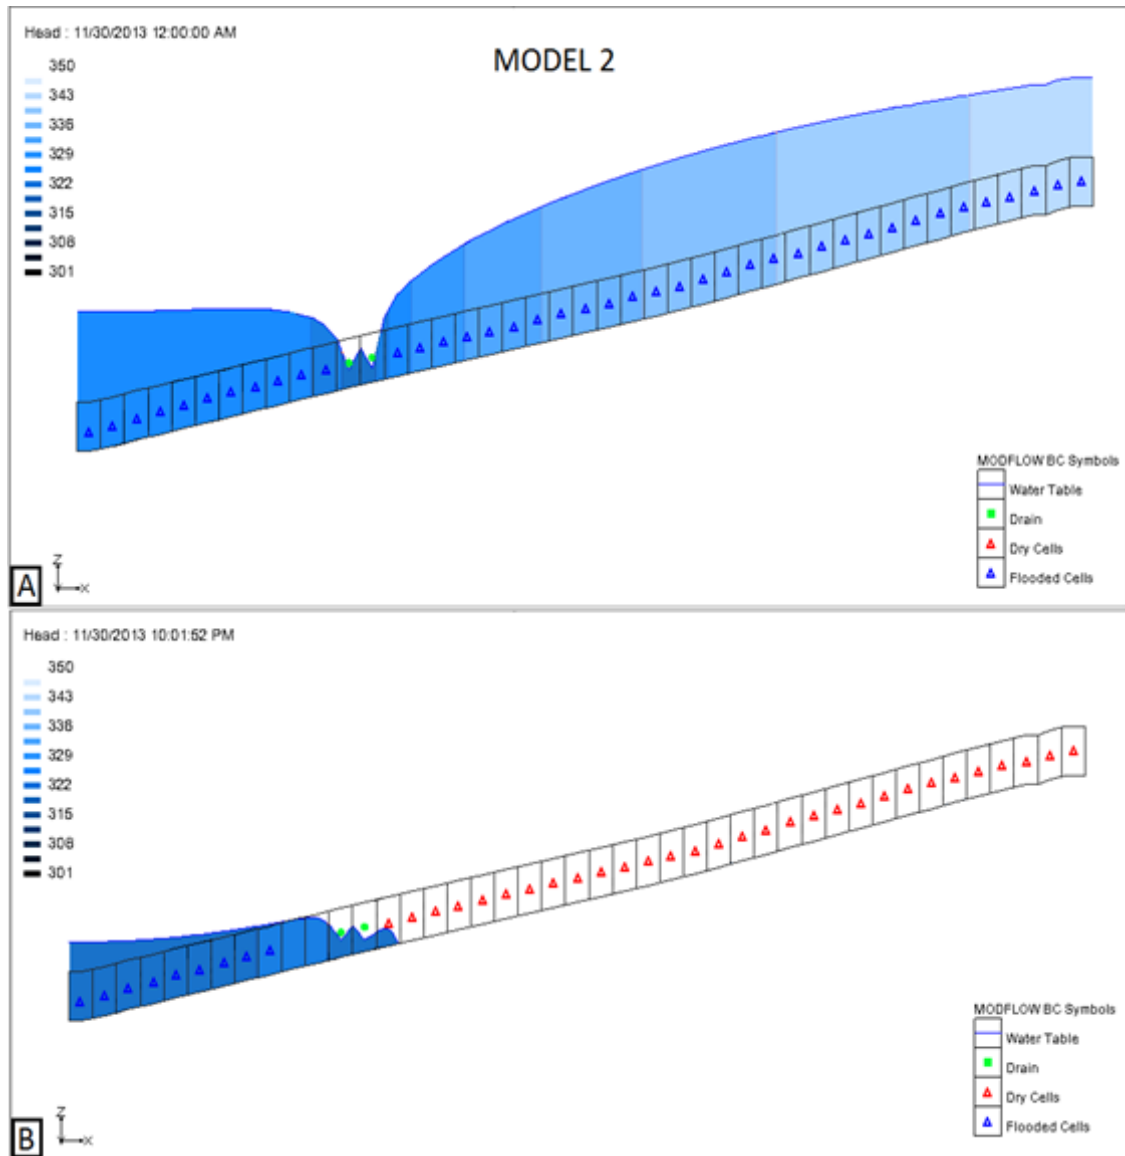 Head : 11/30/2013 12:00:00 AM
MODEL 2
350
343
336
329
322
315
308
301
MODFLOW BC Symbols
Water Table
Drain
Dry Cells
Flooded Cells
Z
X
A
Head : 11/30/2013 10:01:52 PM
350
343
336
329
322
315
308
301
MODFLOW BC Symbols
Water Table
Drain
Dry Cells
Flooded Cells
Z
X
B